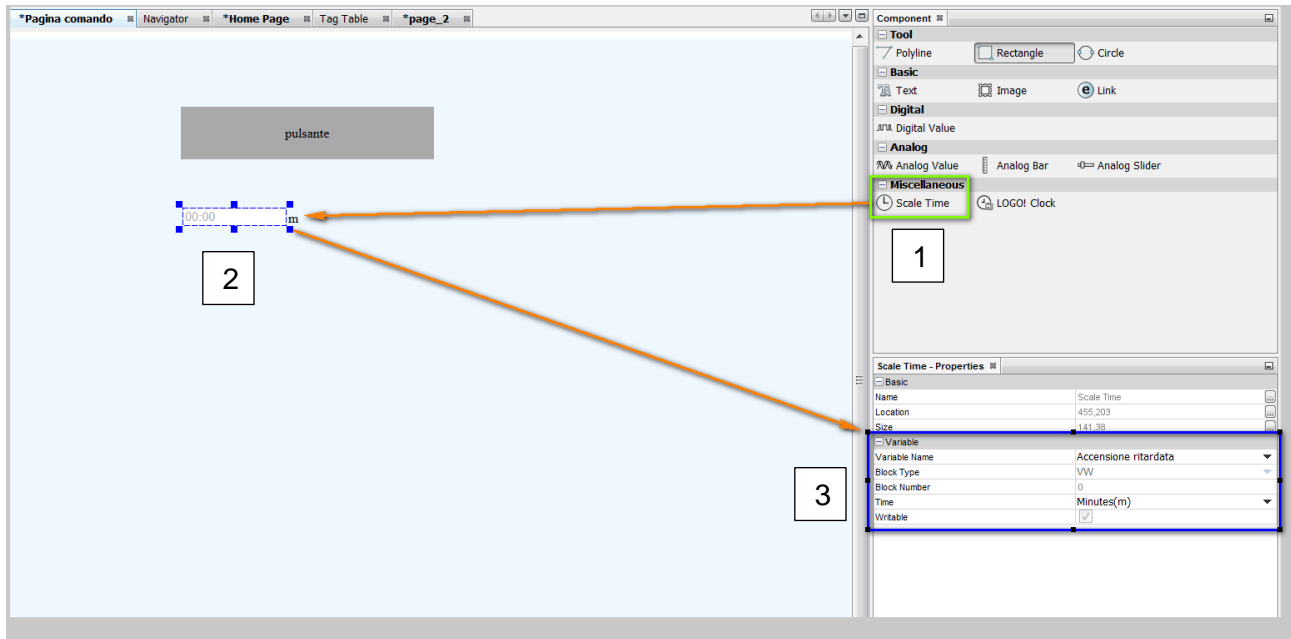 *Pagina comando Navigator *Home Page Tag Table *page_2
pulsante
00:00 m
2
Component
Tool
Polyline Rectangle Circle
Basic
Text Image Link
Digital
Digital Value
Analog
Analog Value Analog Bar Analog Slider
Miscellaneous
Scale Time LOGO! Clock
1
Scale Time - Properties
Basic
Name Scale Time
Location 455,203
Size 141,38
Variable
Variable Name Accensione ritardata
Block Type VW
Block Number 0
Time Minutes(m)
Writable
3